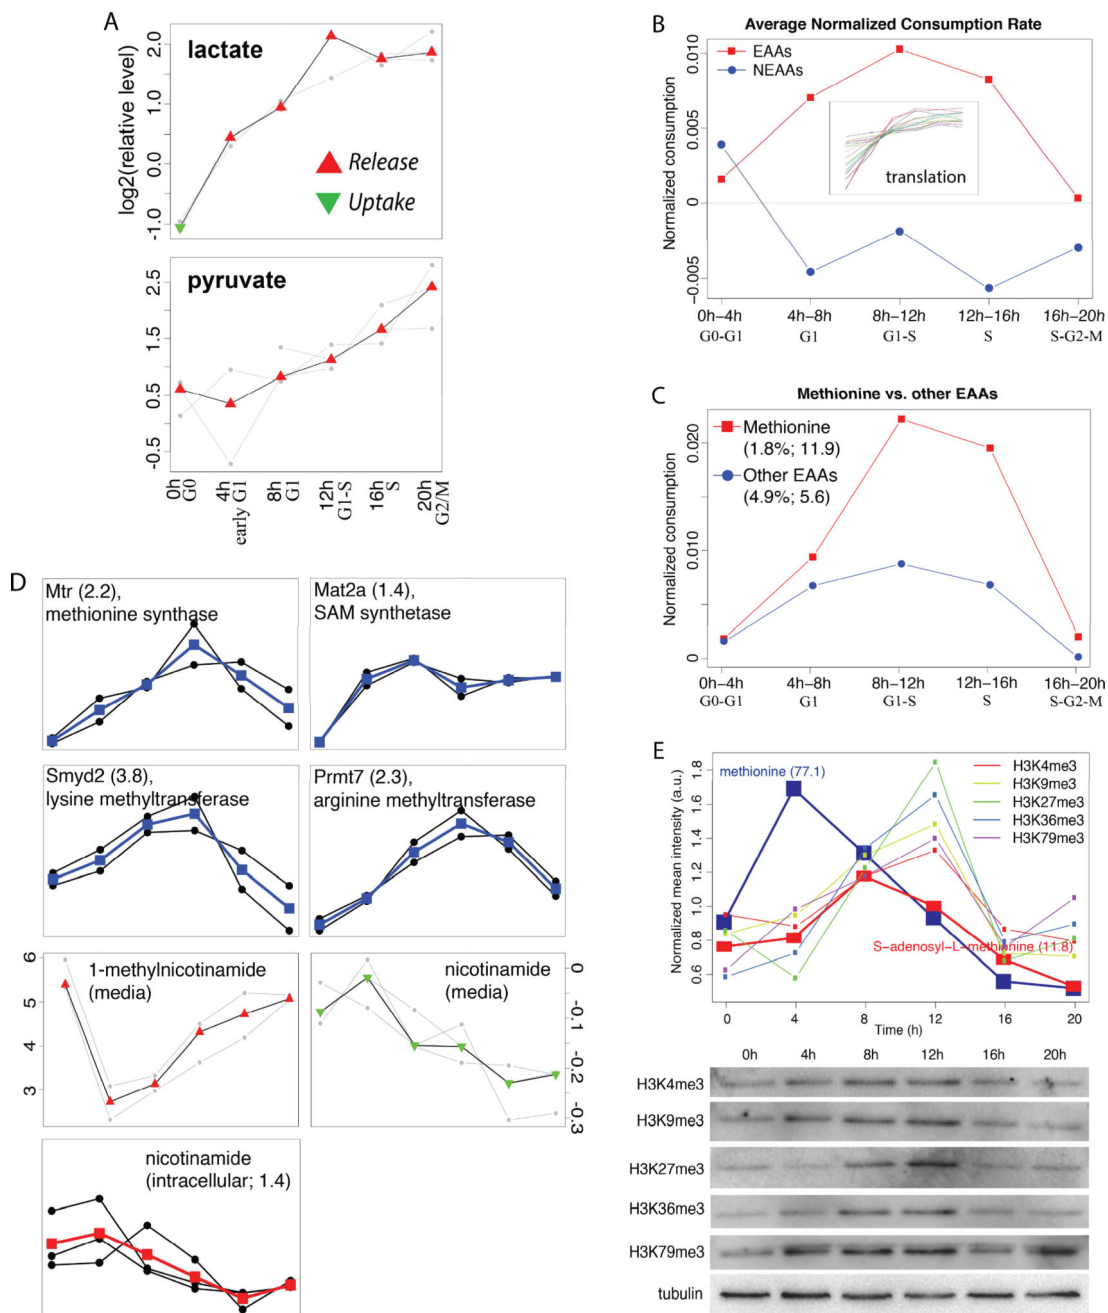 A
lactate
log2(relative level)
2.0
1.0
0.0
-1.0
Release
Uptake
pyruvate
2.5
1.5
0.5
-0.5
0h
G0
4h
early G1
8h
G1
12h
G1-S
16h
S
20h
G2/M
B
Average Normalized Consumption Rate
EAAs
NEAAs
Normalized consumption
0.010
0.005
0
-0.005
translation
0h-4h 4h-8h 8h-12h 12h-16h 16h-20h
G0-G1 G1 G1-S S S-G2-M
C
Methionine vs. other EAAs
Methionine
(1.8%; 11.9)
Other EAAs
(4.9%; 5.6)
Normalized consumption
0.020
0.010
0
0h-4h 4h-8h 8h-12h 12h-16h 16h-20h
G0-G1 G1 G1-S S S-G2-M
D
Mtr (2.2),
methionine synthase
Mat2a (1.4),
SAM synthetase
Smyd2 (3.8),
lysine methyltransferase
Prmt7 (2.3),
arginine methyltransferase
1-methylnicotinamide
(media)
6
5
4
3
nicotinamide
(media)
0
-0.1
-0.2
-0.3
nicotinamide
(intracellular; 1.4)
E
methionine (77.1)
H3K4me3
H3K9me3
H3K27me3
H3K36me3
H3K79me3
S-adenosyl-L-methionine (11.8)
Normalized mean intensity (a.u.)
1.8
1.6
1.4
1.2
1.0
0.8
0.6
0 4 8 12 16 20
Time (h)
0h 4h 8h 12h 16h 20h
H3K4me3
H3K9me3
H3K27me3
H3K36me3
H3K79me3
tubulin